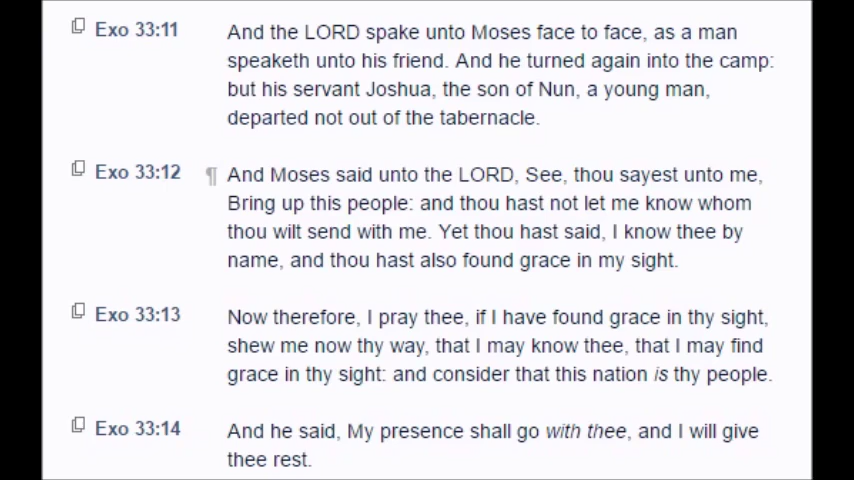 Exo 33:11 And the LORD spake unto Moses face to face, as a man
speaketh unto his friend. And he turned again into the camp:
but his servant Joshua, the son of Nun, a young man,
departed not out of the tabernacle.
Exo 33:12 ¶ And Moses said unto the LORD, See, thou sayest unto me,
Bring up this people: and thou hast not let me know whom
thou wilt send with me. Yet thou hast said, I know thee by
name, and thou hast also found grace in my sight.
Exo 33:13 Now therefore, I pray thee, if I have found grace in thy sight,
shew me now thy way, that I may know thee, that I may find
grace in thy sight: and consider that this nation is thy people.
Exo 33:14 And he said, My presence shall go with thee, and I will give
thee rest.